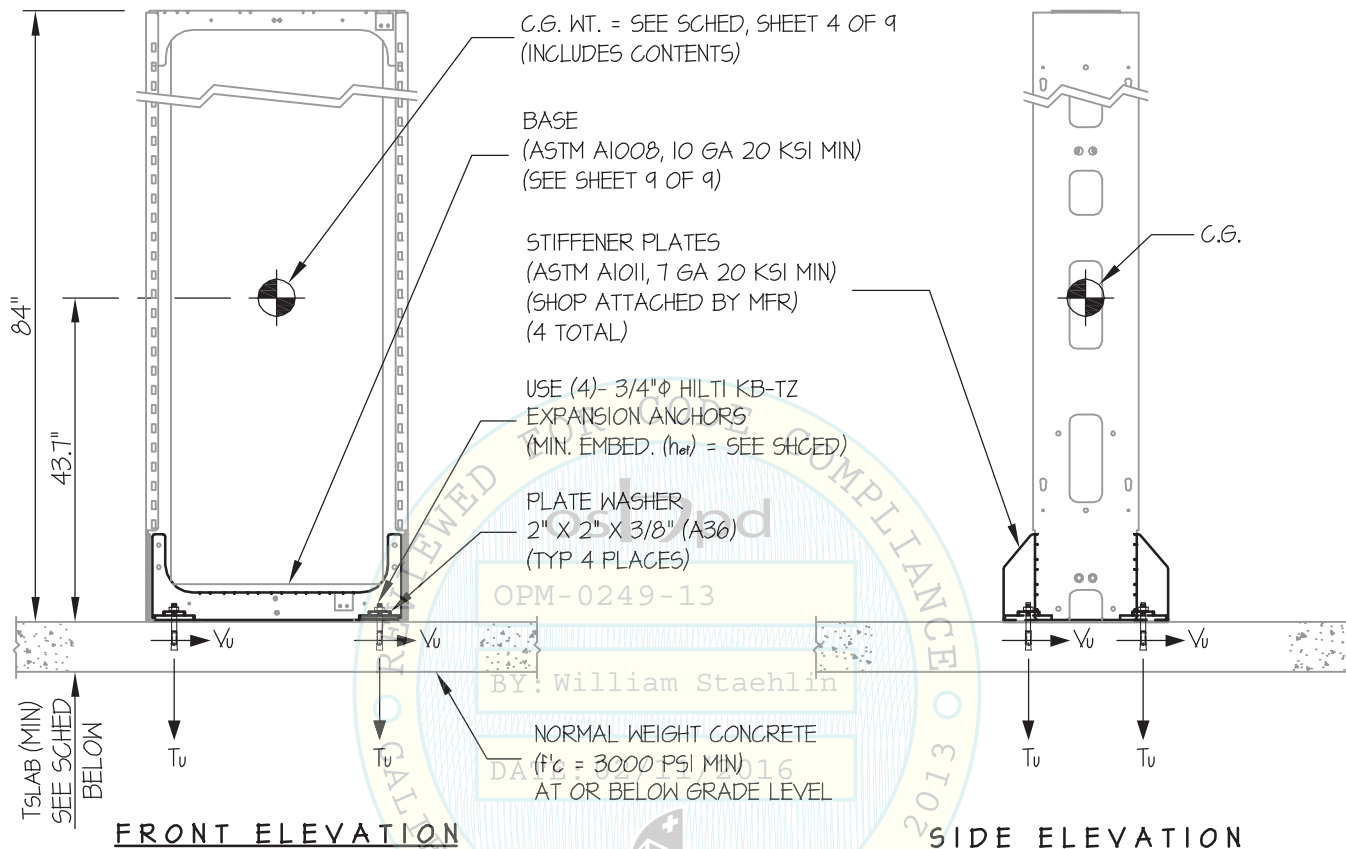 C.G. WT. = SEE SCHED, SHEET 4 OF 9
(INCLUDES CONTENTS)
BASE
(ASTM A1008, 10 GA 20 KSI MIN)
(SEE SHEET 9 OF 9)
STIFFENER PLATES
(ASTM A1011, 7 GA 20 KSI MIN)
(SHOP ATTACHED BY MFR)
(4 TOTAL)
USE (4)- 3/4"Φ HILTI KB-TZ
EXPANSION ANCHORS
(MIN. EMBED. (hef) = SEE SHCED)
PLATE WASHER
2" X 2" X 3/8" (A36)
(TYP 4 PLACES)
NORMAL WEIGHT CONCRETE
(f'c = 3000 PSI MIN)
AT OR BELOW GRADE LEVEL
84"
43.7"
TSLAB (MIN)
SEE SCHED
BELOW
Vu
Vu
Tu
Tu
FRONT ELEVATION
C.G.
Vu
Vu
Tu
Tu
SIDE ELEVATION
REVIEWED FOR CODE COMPLIANCE
oshpd
OPM-0249-13
BY: William Staehlin
DATE: 02/11/2016
2013